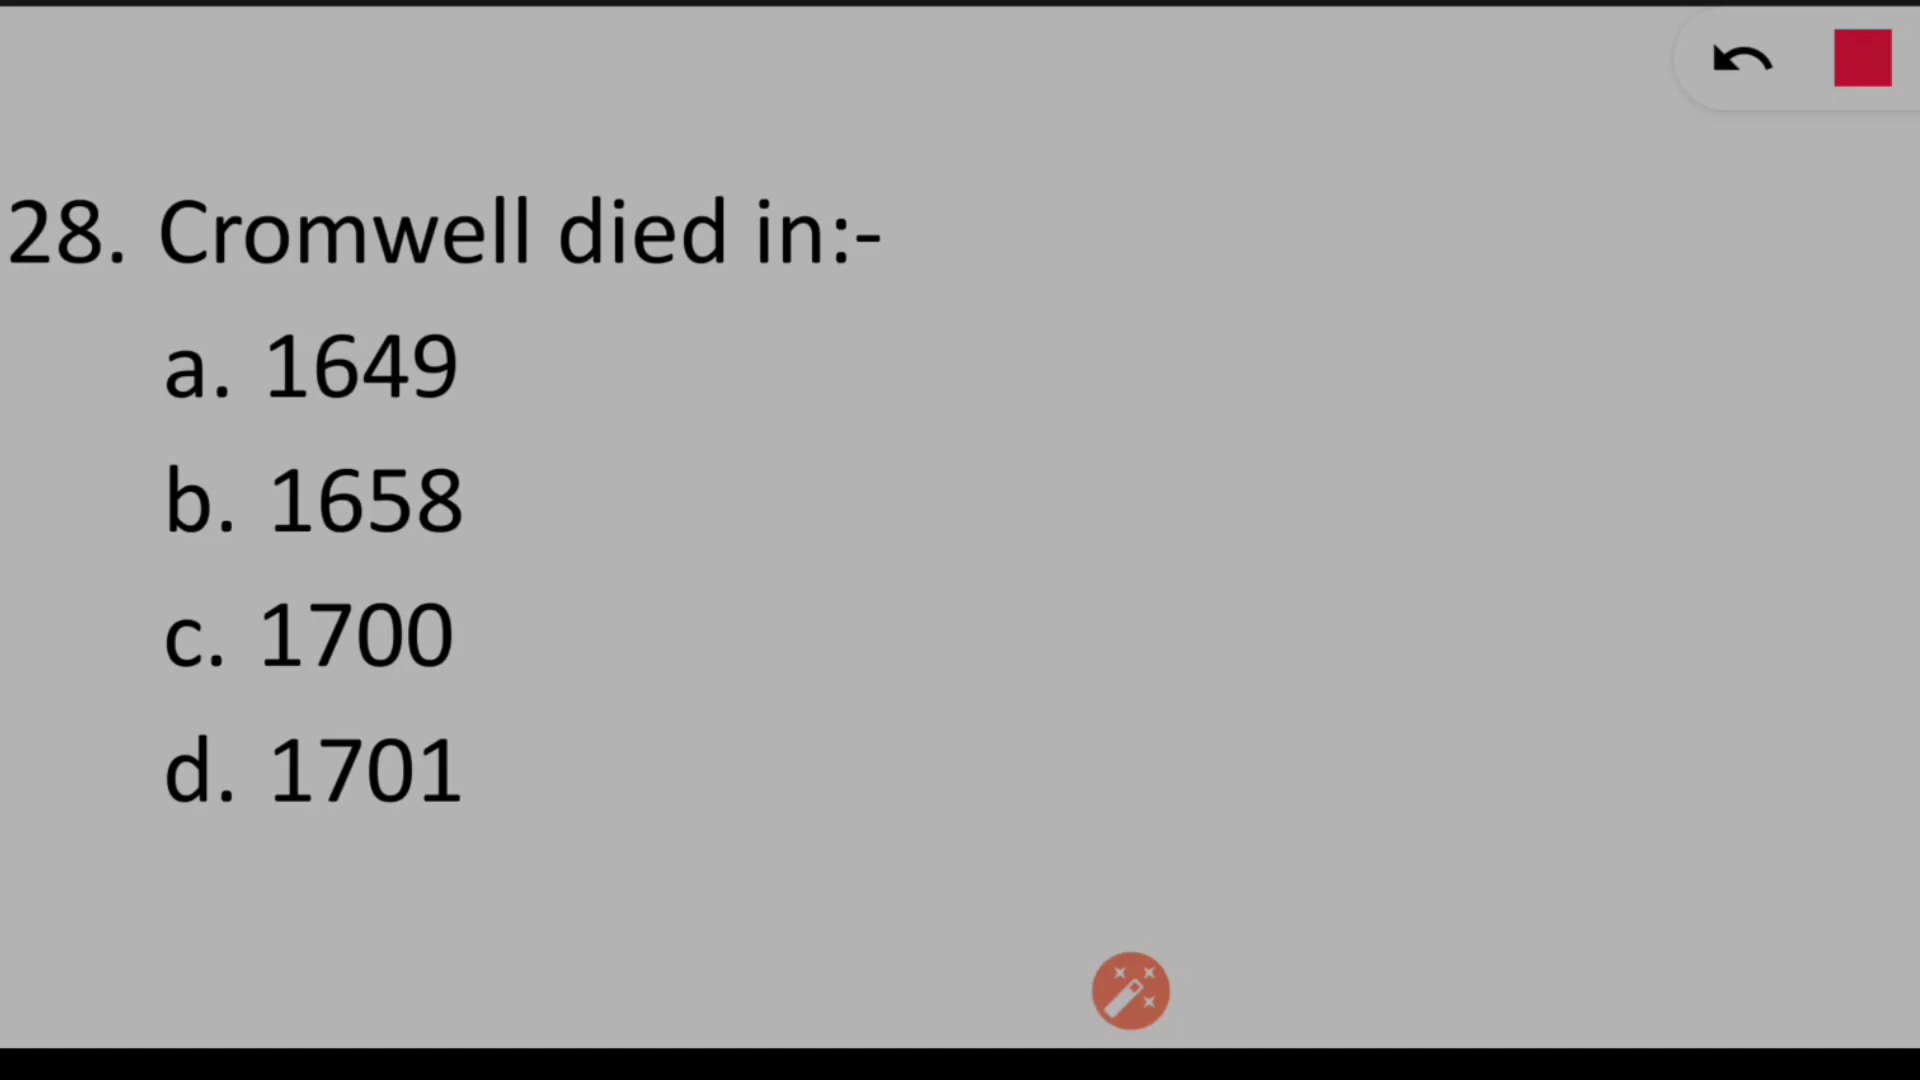 28. Cromwell died in:-
a. 1649
b. 1658
c. 1700
d. 1701